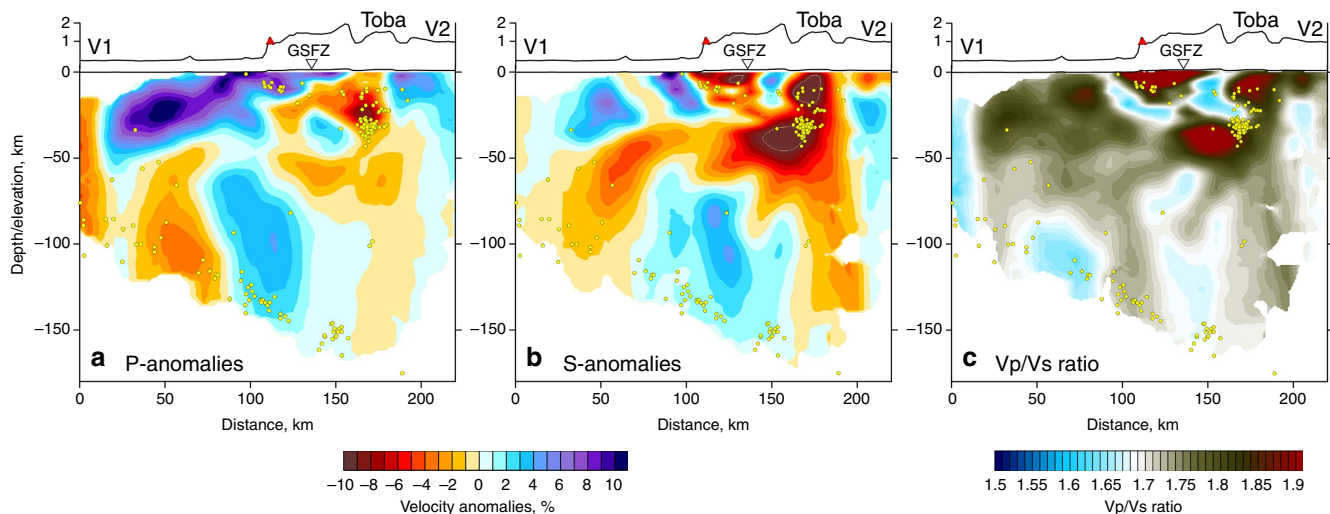 2
1
V1
Toba
V2
GSFZ
0
−50
−100
−150
Depth/elevation, km
a
P-anomalies
0
50
100
150
200
Distance, km
2
1
V1
Toba
V2
GSFZ
0
−50
−100
−150
b
S-anomalies
0
50
100
150
200
Distance, km
2
1
V1
Toba
V2
GSFZ
0
−50
−100
−150
c
Vp/Vs ratio
0
50
100
150
200
Distance, km
−10 −8 −6 −4 −2 0 2 4 6 8 10
Velocity anomalies, %
1.5 1.55 1.6 1.65 1.7 1.75 1.8 1.85 1.9
Vp/Vs ratio